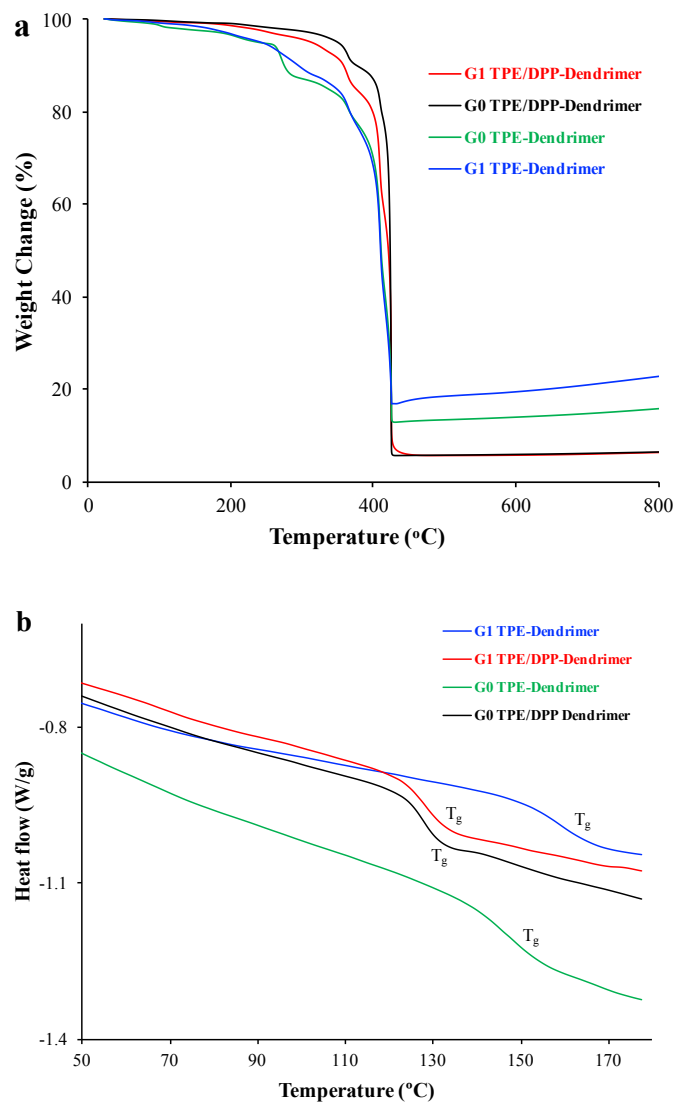 a
100
80
60
40
20
0
Weight Change (%)
G1 TPE/DPP-Dendrimer
G0 TPE/DPP-Dendrimer
G0 TPE-Dendrimer
G1 TPE-Dendrimer
0 200 400 600 800
Temperature (°C)
b
G1 TPE-Dendrimer
G1 TPE/DPP-Dendrimer
G0 TPE-Dendrimer
G0 TPE/DPP Dendrimer
-0.8
-1.1
-1.4
Heat flow (W/g)
Tg
Tg
Tg
Tg
50 70 90 110 130 150 170
Temperature (°C)